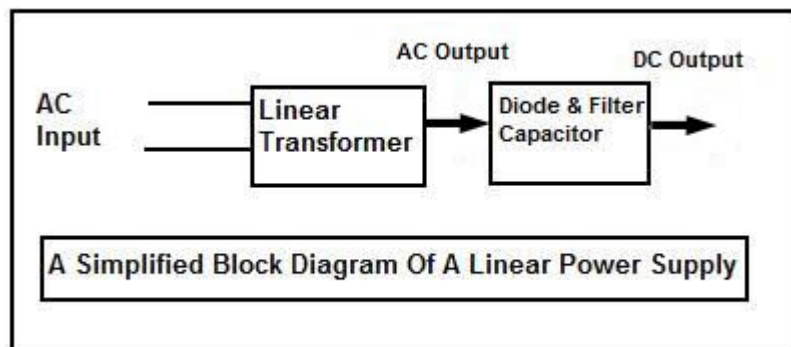 AC Output
DC Output
AC
Input
Linear
Transformer
Diode & Filter
Capacitor
A Simplified Block Diagram Of A Linear Power Supply